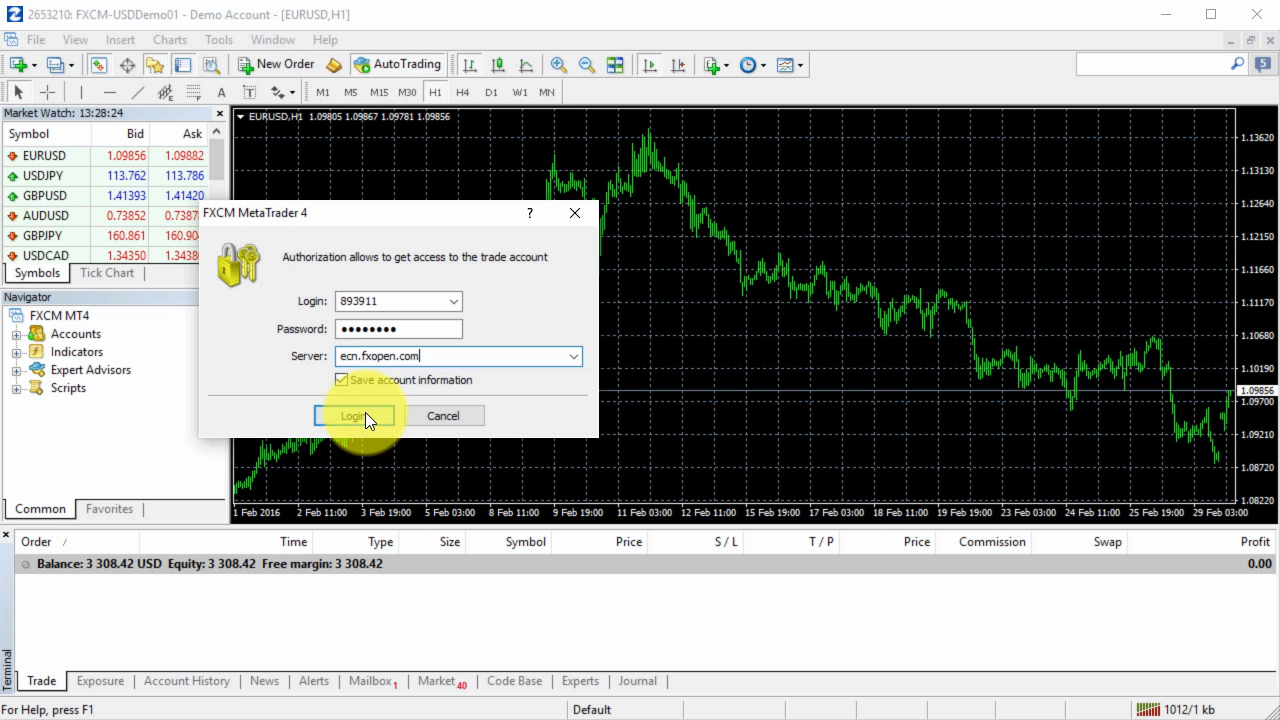 2653210: FXCM-USDDemo01 - Demo Account - [EURUSD,H1]
File View Insert Charts Tools Window Help
New Order AutoTrading 5
A T M1 M5 M15 M30 H1 H4 D1 W1 MN
Market Watch: 13:28:24
Symbol Bid Ask
EURUSD 1.09856 1.09882
USDJPY 113.762 113.786
GBPUSD 1.41393 1.41420
AUDUSD 0.73852
GBPJPY 160.861
USDCAD 1.34350
Symbols Tick Chart
Navigator
FXCM MT4
Accounts
Indicators
Expert Advisors
Scripts
Common Favorites
EURUSD,H1 1.09805 1.09867 1.09781 1.09856
1.13620
1.13130
1.12640
1.12150
1.11660
1.11170
1.10680
1.10190
1.09856
1.09700
1.09210
1.08720
1.08220
1 Feb 2016 2 Feb 11:00 3 Feb 19:00 5 Feb 03:00 8 Feb 11:00 9 Feb 19:00 11 Feb 03:00 12 Feb 11:00 15 Feb 19:00 17 Feb 03:00 18 Feb 11:00 19 Feb 19:00 23 Feb 03:00 24 Feb 11:00 25 Feb 19:00 29 Feb 03:00
FXCM MetaTrader 4 ?
Authorization allows to get access to the trade account
Login: 893911
Password: ••••••••
Server: ecn.fxopen.com
Save account information
Login Cancel
Order / Time Type Size Symbol Price S / L T / P Price Commission Swap Profit
Balance: 3 308.42 USD Equity: 3 308.42 Free margin: 3 308.42 0.00
Terminal
Trade Exposure Account History News Alerts Mailbox 1 Market 40 Code Base Experts Journal
For Help, press F1 Default 1012/1 kb